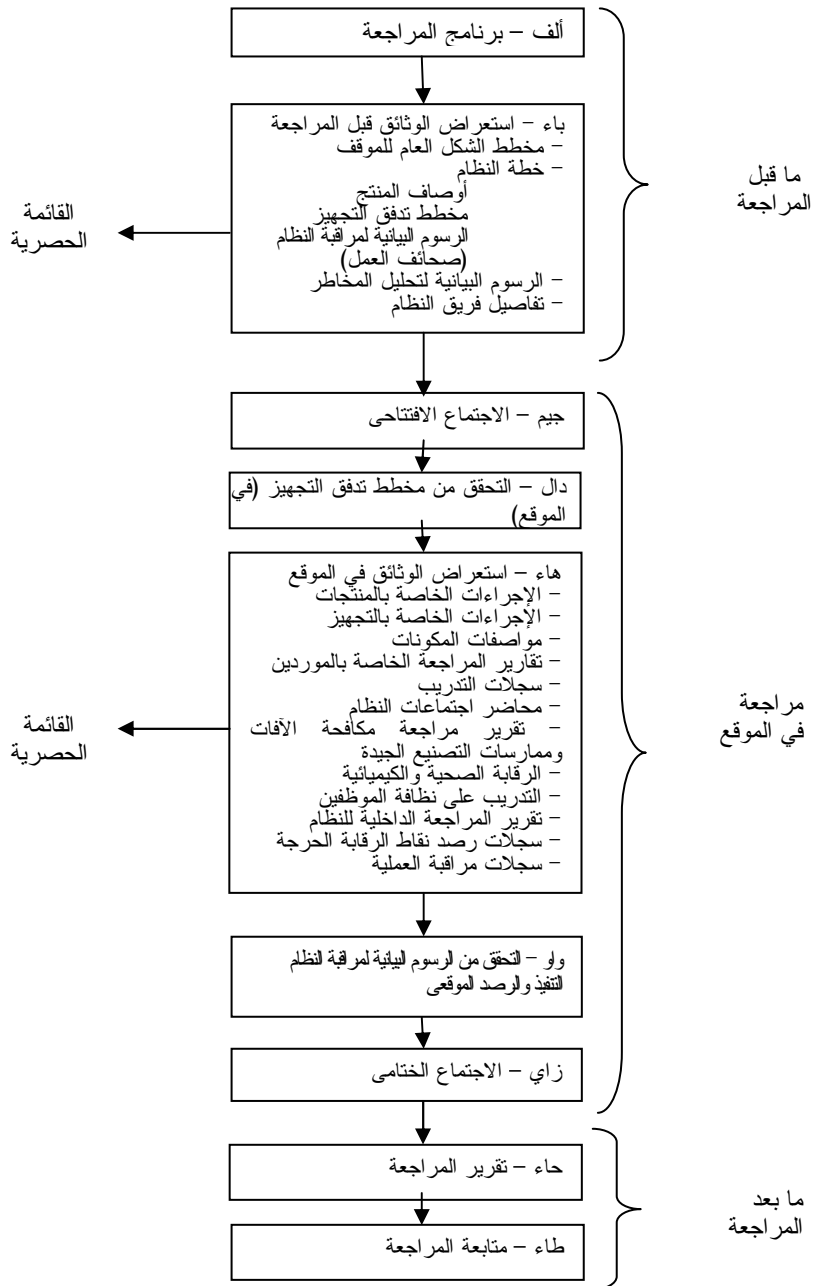 ألف – برنامج المراجعة
باء – استعراض الوثائق قبل المراجعة
– مخطط الشكل العام للموقف
– خطة النظام
أوصاف المنتج
مخطط تدفق التجهيز
الرسوم البيانية لمراقبة النظام
(صحائف العمل)
– الرسوم البيانية لتحليل المخاطر
– تفاصيل فريق النظام
ما قبل
المراجعة
القائمة
الحصرية
جيم – الاجتماع الافتتاحى
دال – التحقق من مخطط تدفق التجهيز (في
الموقع)
هاء – استعراض الوثائق في الموقع
– الإجراءات الخاصة بالمنتجات
– الإجراءات الخاصة بالتجهيز
– مواصفات المكونات
– تقارير المراجعة الخاصة بالموردين
– سجلات التدريب
– محاضر اجتماعات النظام
– تقرير مراجعة مكافحة الآفات
وممارسات التصنيع الجيدة
– الرقابة الصحية والكيميائية
– التدريب على نظافة الموظفين
– تقرير المراجعة الداخلية للنظام
– سجلات رصد نقاط الرقابة الحرجة
– سجلات مراقبة العملية
مراجعة
في الموقع
القائمة
الحصرية
واو – التحقق من الرسوم البيانية لمراقبة النظام
التنفيذ والرصد الموقعى
زاي – الاجتماع الختامى
حاء – تقرير المراجعة
طاء – متابعة المراجعة
ما بعد
المراجعة